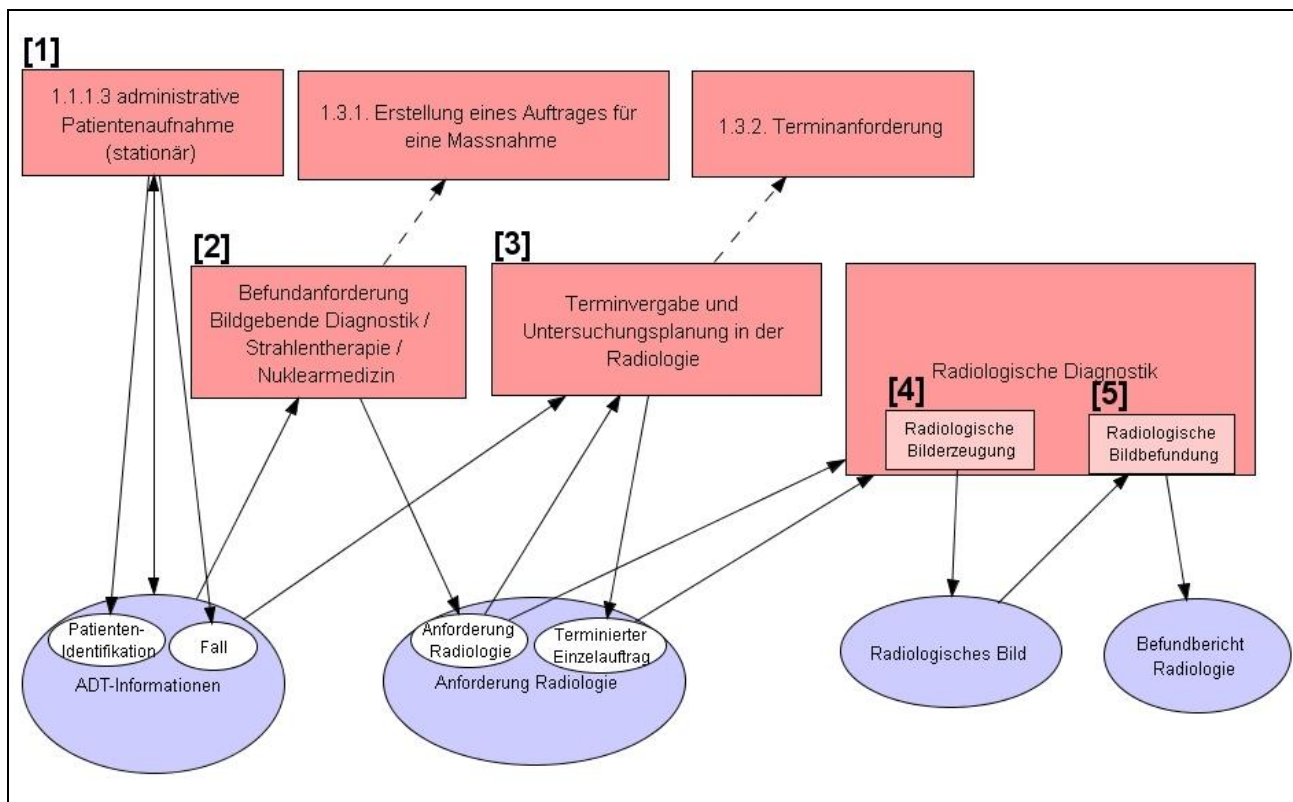 [1]
1.1.1.3 administrative
Patientenaufnahme
(stationär)
1.3.1. Erstellung eines Auftrages für
eine Massnahme
1.3.2. Terminanforderung
[2]
Befundanforderung
Bildgebende Diagnostik /
Strahlentherapie /
Nuklearmedizin
[3]
Terminvergabe und
Untersuchungsplanung in der
Radiologie
Radiologische Diagnostik
[4]
Radiologische
Bilderzeugung
[5]
Radiologische
Bildbefundung
Patienten-
Identifikation
Fall
ADT-Informationen
Anforderung
Radiologie
Terminierter
Einzelauftrag
Anforderung Radiologie
Radiologisches Bild
Befundbericht
Radiologie